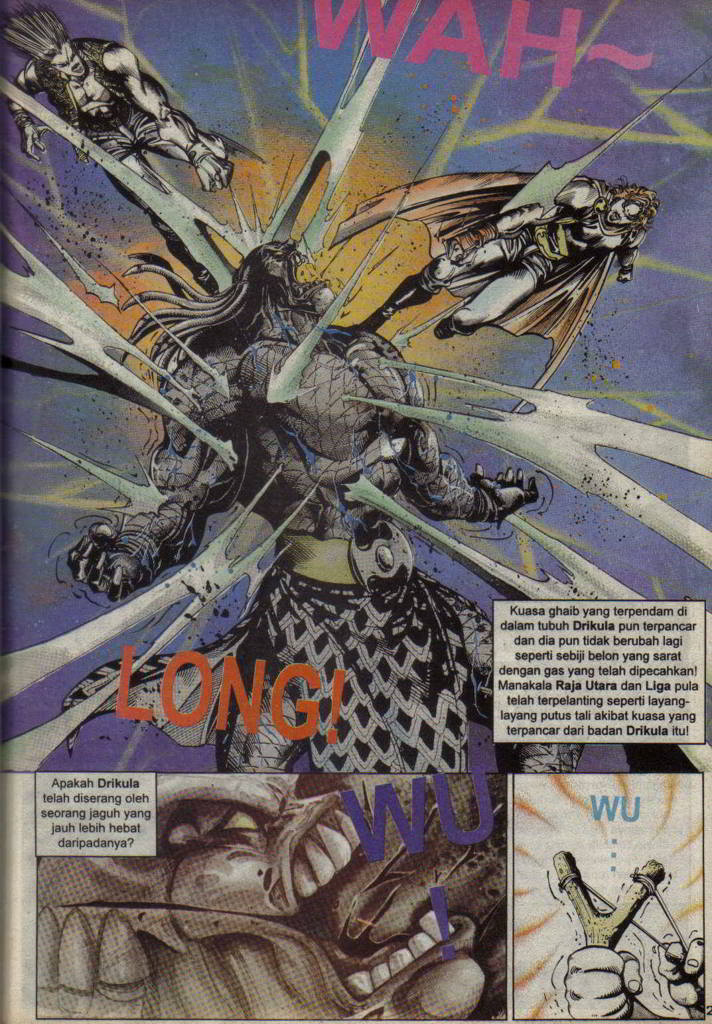 WAH~
LONG!
Kuasa ghaib yang terpendam di
dalam tubuh Drikula pun terpancar
dan dia pun tidak berubah lagi
seperti sebiji belon yang sarat
dengan gas yang telah dipecahkan!
Manakala Raja Utara dan Liga pula
telah terpelanting seperti layang-
layang putus tali akibat kuasa yang
terpancar dari badan Drikula itu!
Apakah Drikula
telah diserang oleh
seorang jaguh yang
jauh lebih hebat
daripadanya?
WU
!
WU
...
2